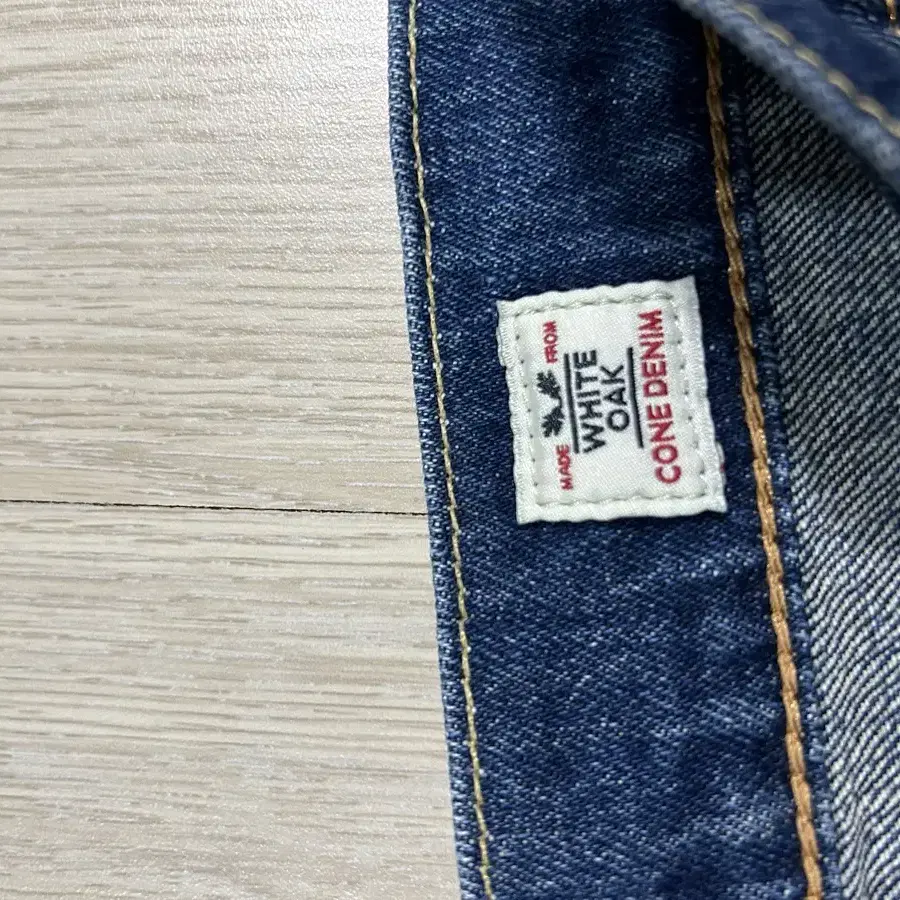 MADE FROM
WHITE
OAK
CONE DENIM